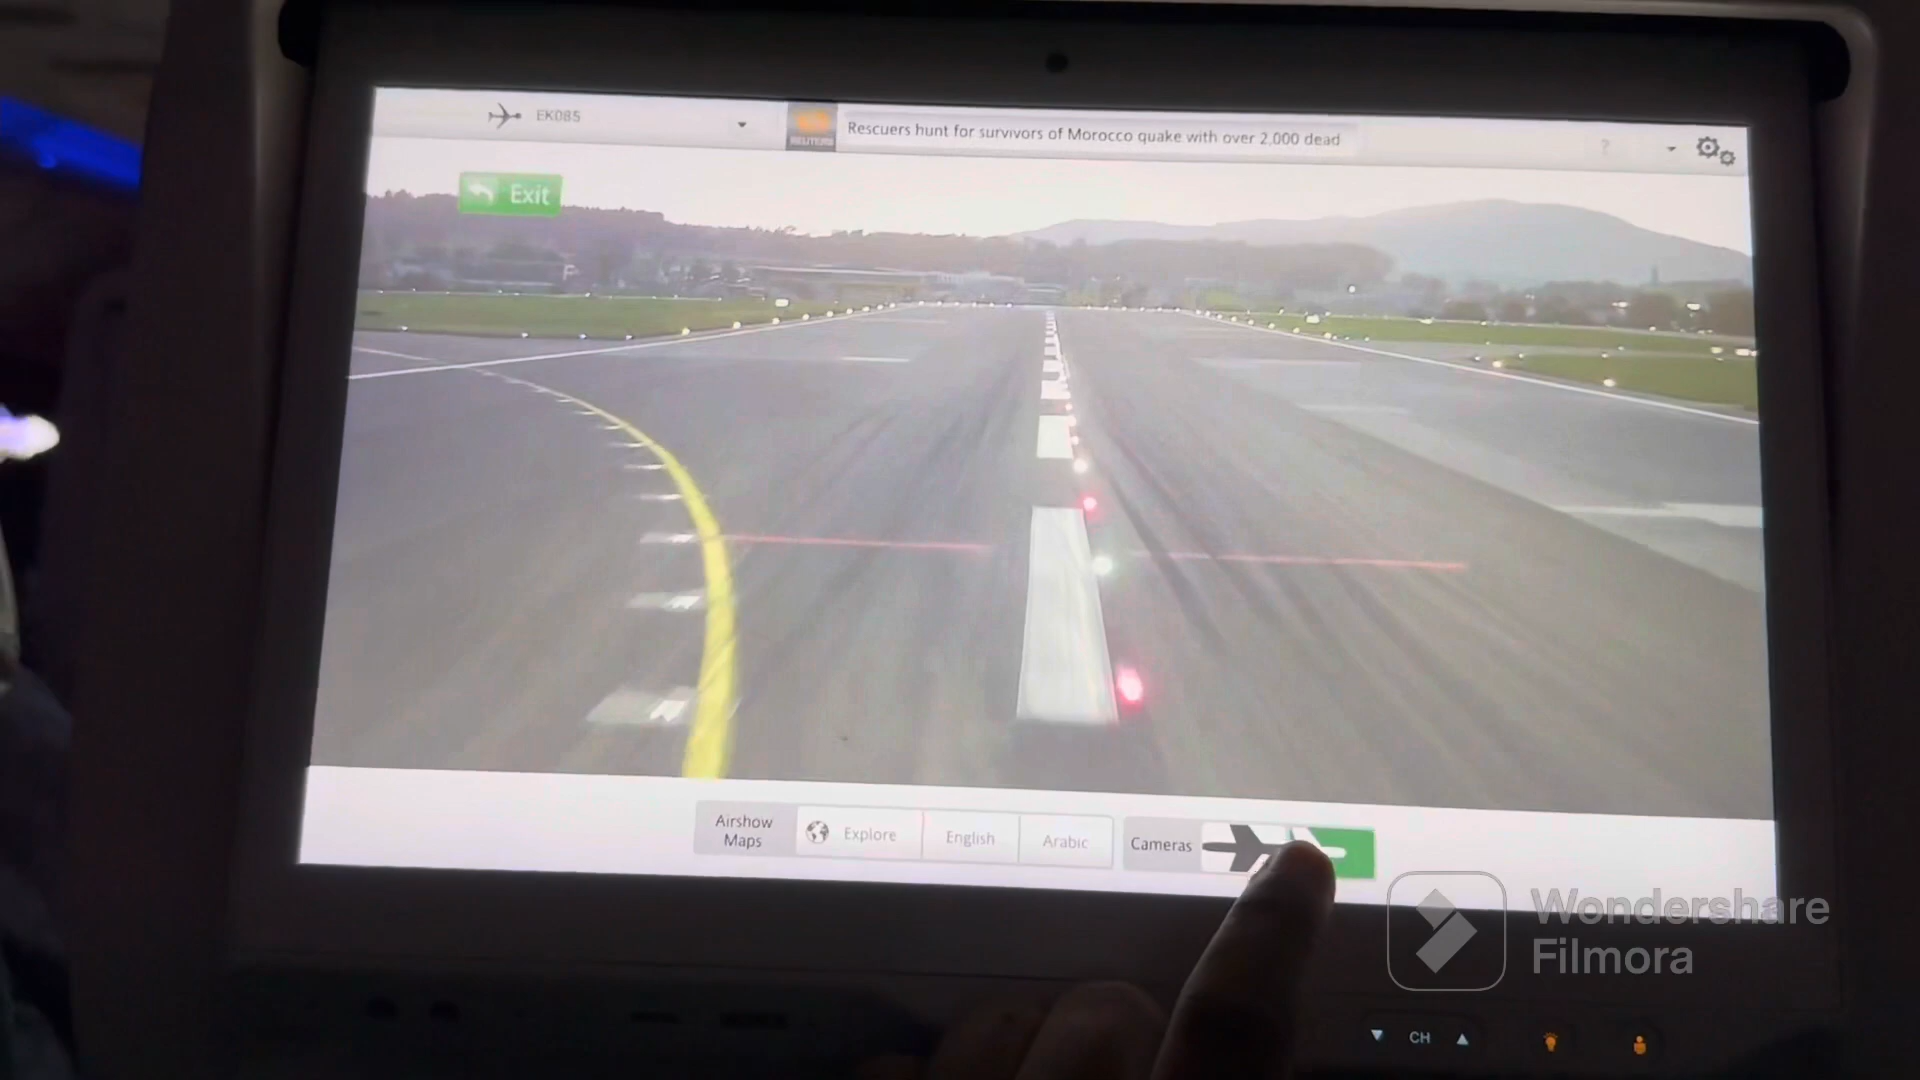 EK085
REUTERS
Rescuers hunt for survivors of Morocco quake with over 2,000 dead
?
Exit
Airshow
Maps
Explore
English
Arabic
Cameras
Wondershare
Filmora
CH